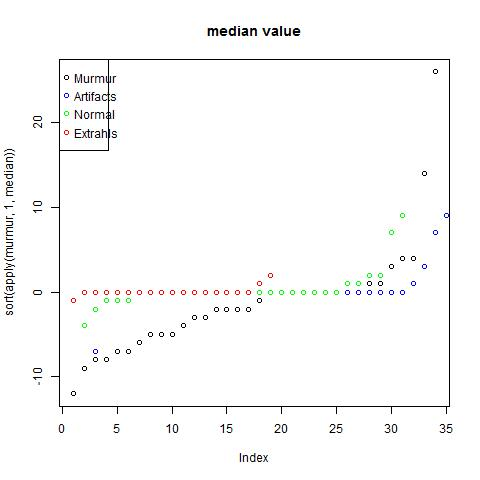 median value
Murmur
Artifacts
Normal
Extrahls
sort(apply(murmur, 1, median))
20
10
0
-10
0 5 10 15 20 25 30 35
Index